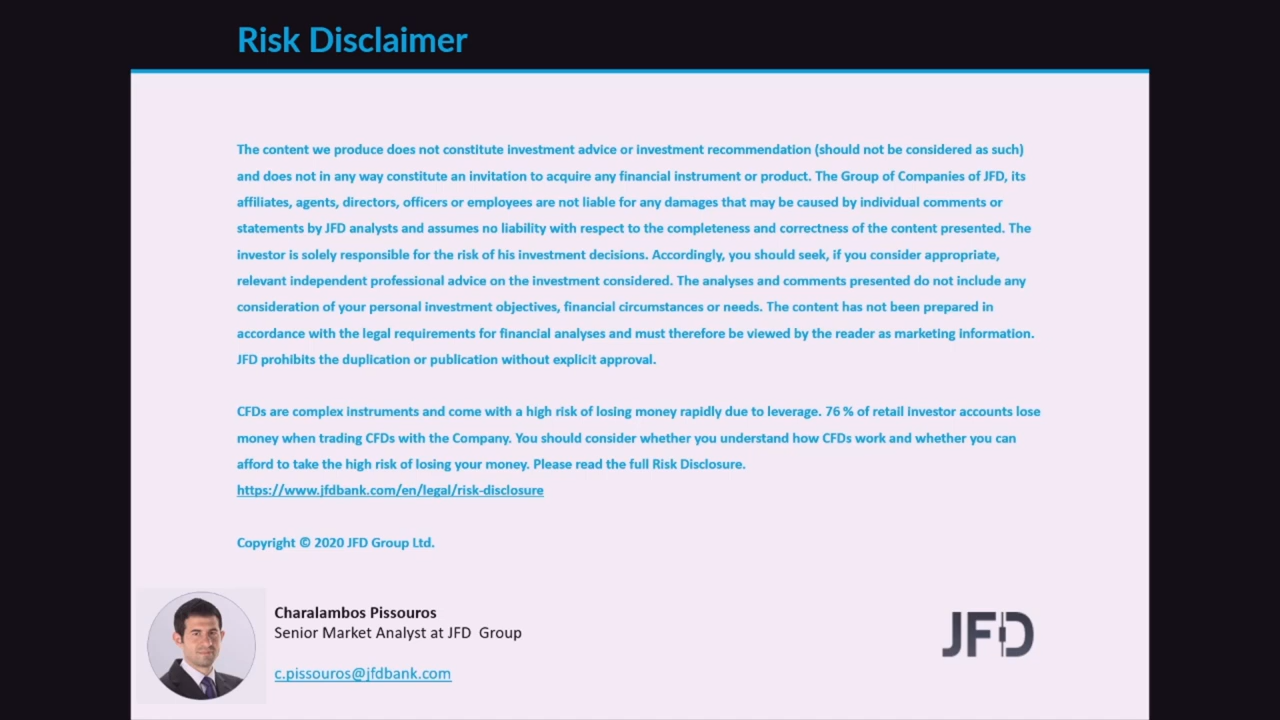 Risk Disclaimer
The content we produce does not constitute investment advice or investment recommendation (should not be considered as such)
and does not in any way constitute an invitation to acquire any financial instrument or product. The Group of Companies of JFD, its
affiliates, agents, directors, officers or employees are not liable for any damages that may be caused by individual comments or
statements by JFD analysts and assumes no liability with respect to the completeness and correctness of the content presented. The
investor is solely responsible for the risk of his investment decisions. Accordingly, you should seek, if you consider appropriate,
relevant independent professional advice on the investment considered. The analyses and comments presented do not include any
consideration of your personal investment objectives, financial circumstances or needs. The content has not been prepared in
accordance with the legal requirements for financial analyses and must therefore be viewed by the reader as marketing information.
JFD prohibits the duplication or publication without explicit approval.
CFDs are complex instruments and come with a high risk of losing money rapidly due to leverage. 76 % of retail investor accounts lose
money when trading CFDs with the Company. You should consider whether you understand how CFDs work and whether you can
afford to take the high risk of losing your money. Please read the full Risk Disclosure.
https://www.jfdbank.com/en/legal/risk-disclosure
Copyright © 2020 JFD Group Ltd.
Charalambos Pissouros
Senior Market Analyst at JFD Group
c.pissouros@jfdbank.com
JFD